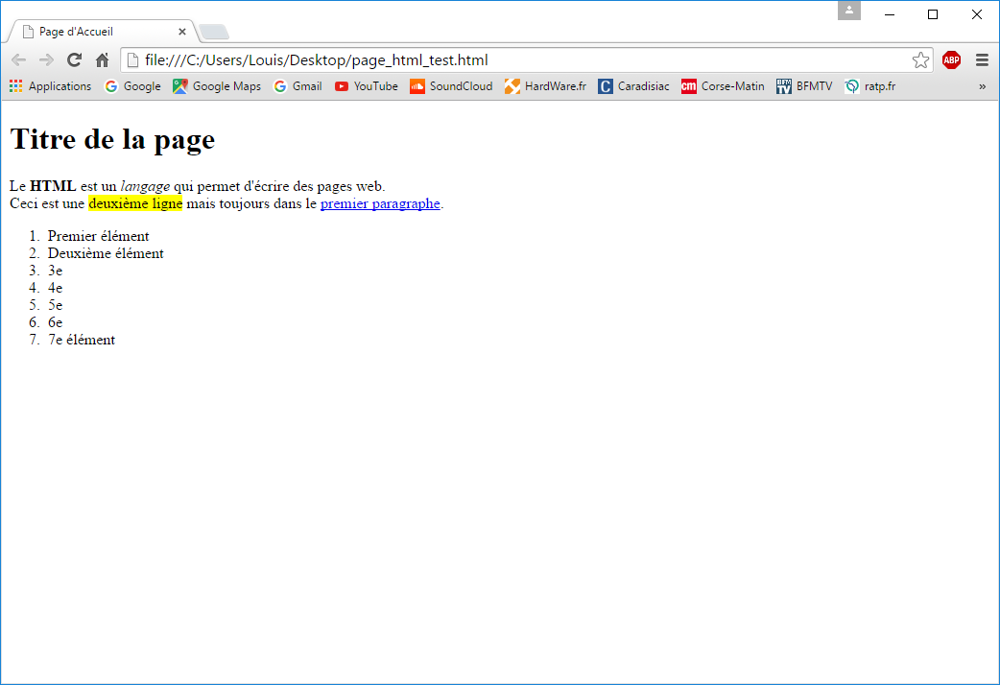 Page d'Accueil
file:///C:/Users/Louis/Desktop/page_html_test.html
ABP
Applications Google Google Maps Gmail YouTube SoundCloud HardWare.fr C Caradisiac cm Corse-Matin BFM TV BFMTV ratp.fr »
Titre de la page
Le HTML est un langage qui permet d'écrire des pages web.
Ceci est une deuxième ligne mais toujours dans le premier paragraphe.
1. Premier élément
2. Deuxième élément
3. 3e
4. 4e
5. 5e
6. 6e
7. 7e élément